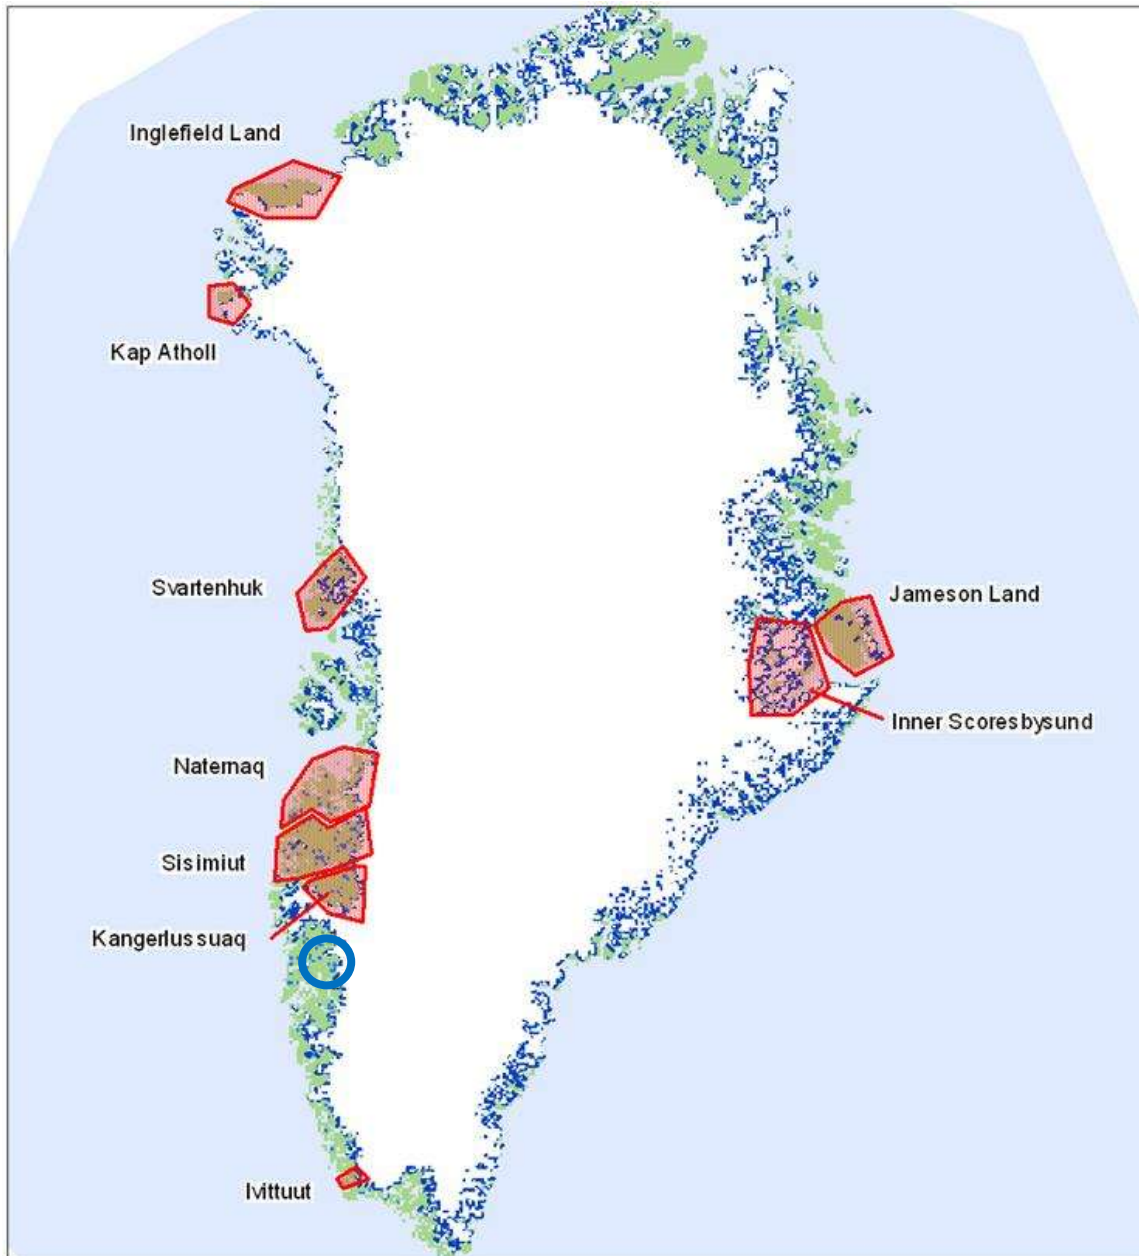 Inglefield Land
Kap Atholl
Svartenhuk
Jameson Land
Inner Scoresbysund
Naternaq
Sisimiut
Kangerlussuaq
Ivittuut